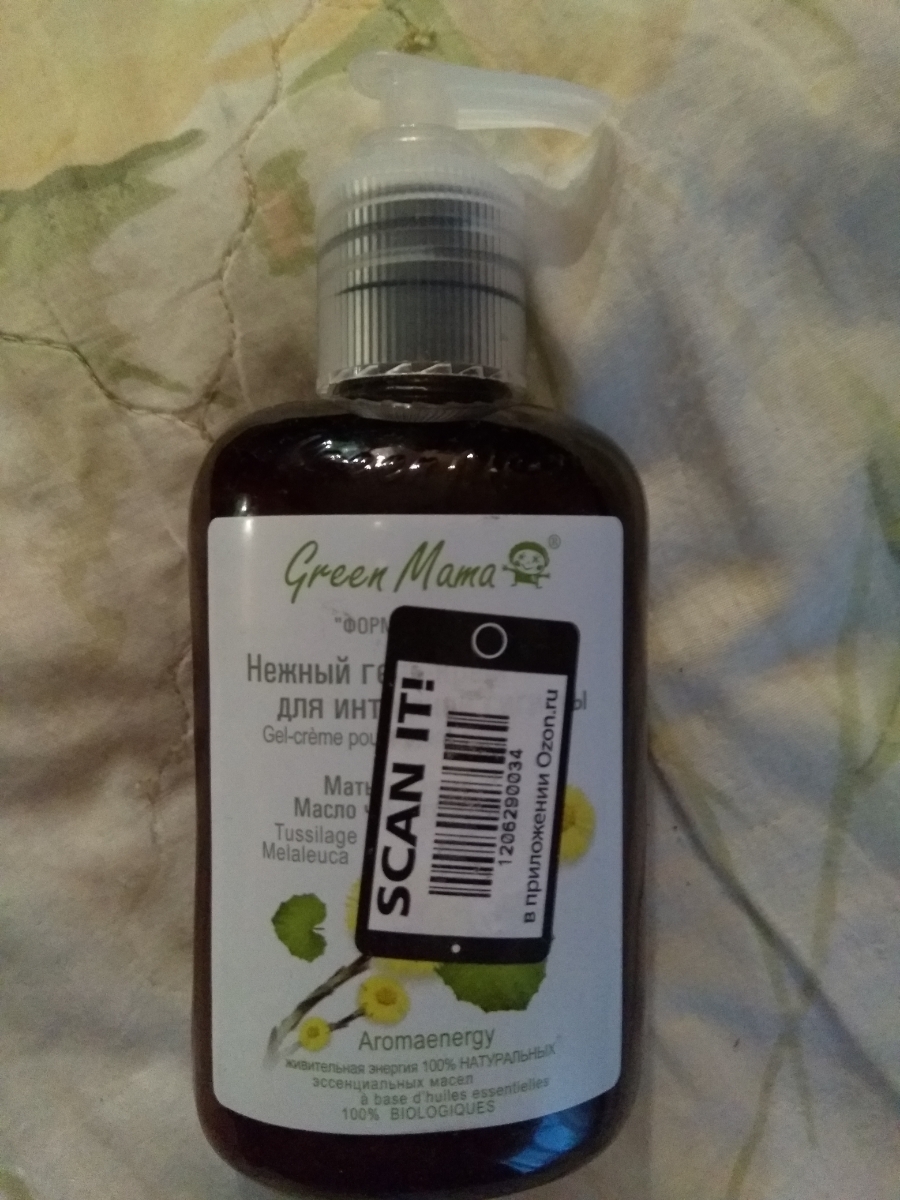 Green Mama ®
"ФОРМ
Нежный ге
для инт
Gel-crème pou
Мать
Масло ч
Tussilage
Melaleuca
SCAN IT!
1206290034
в приложении Ozon.ru
Aromaenergy
живительная энергия 100% НАТУРАЛЬНЫХ
эссенциальных масел
à base d'huiles essentielles
100% BIOLOGIQUES